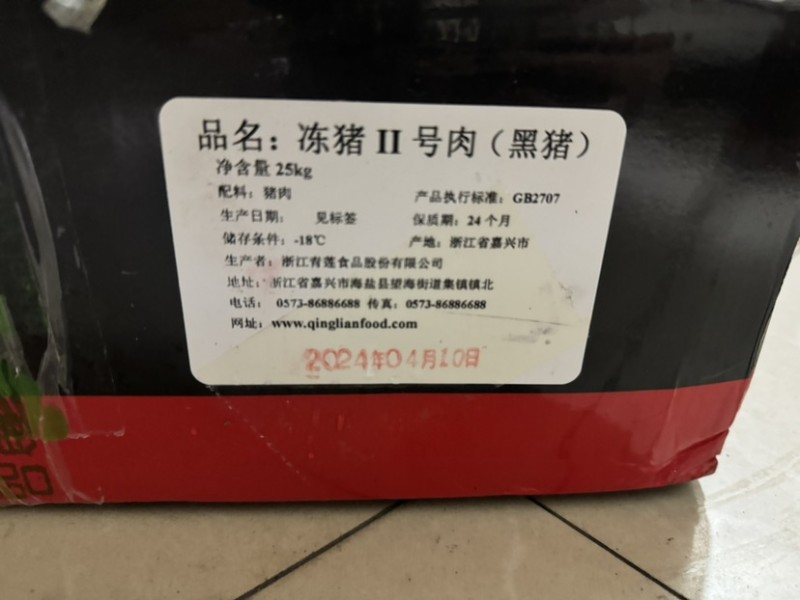 品名：冻猪 II 号肉（黑猪）
净含量 25kg
配料：猪肉 产品执行标准：GB2707
生产日期： 见标签 保质期：24 个月
储存条件：-18℃ 产地：浙江省嘉兴市
生产者：浙江青莲食品股份有限公司
地址：浙江省嘉兴市海盐县望海街道集镇镇北
电话： 0573-86886688 传真：0573-86886688
网址：www.qinglianfood.com
2024年04月10日